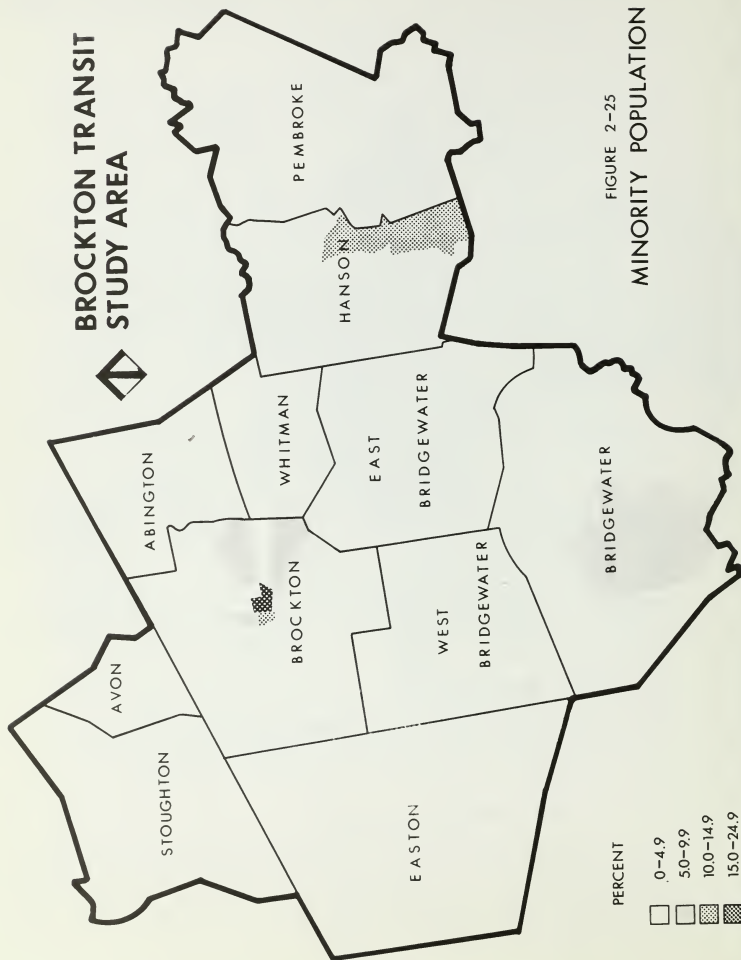 BROCKTON TRANSIT
STUDY AREA
STOUGHTON
AVON
ABINGTON
BROCKTON
WHITMAN
HANSON
PEMBROKE
EASTON
WEST
BRIDGEWATER
EAST
BRIDGEWATER
BRIDGEWATER
PERCENT
.0-4.9
5.0-9.9
10.0-14.9
15.0-24.9
FIGURE 2-25
MINORITY POPULATION